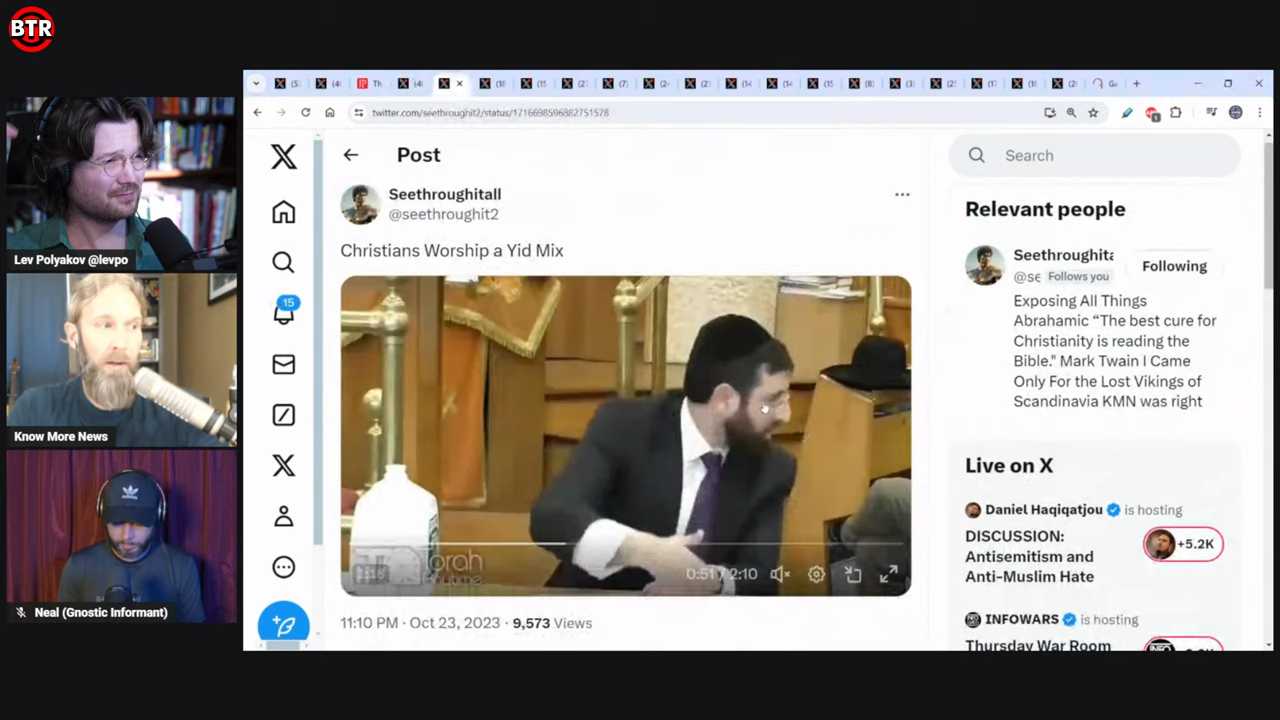 BTR
twitter.com/seethroughit2/status/1716698596882751578
Lev Polyakov @levpo
Know More News
Neal (Gnostic Informant)
15
Post
Seethroughitall
@seethroughit2
Christians Worship a Yid Mix
Torah
0:51 / 2:10
11:10 PM · Oct 23, 2023 · 9,573 Views
Search
Relevant people
Seethroughita
@se Follows you
Following
Exposing All Things
Abrahamic “The best cure for
Christianity is reading the
Bible." Mark Twain I Came
Only For the Lost Vikings of
Scandinavia KMN was right
Live on X
Daniel Haqiqatjou is hosting
DISCUSSION:
Antisemitism and
Anti-Muslim Hate
+5.2K
INFOWARS is hosting
Thursday War Room